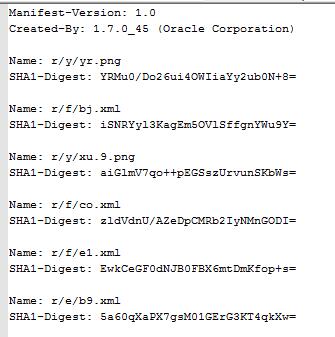 Manifest-Version: 1.0
Created-By: 1.7.0_45 (Oracle Corporation)
Name: r/y/yr.png
SHA1-Digest: YRMu0/Do26ui4OWIiaYy2ub0N+8=
Name: r/f/bj.xml
SHA1-Digest: iSNRYyl3KagEm5OVlSffgnYWu9Y=
Name: r/y/xu.9.png
SHA1-Digest: aiGlmV7qo++pEGSszUrvunSKbWs=
Name: r/f/co.xml
SHA1-Digest: zldVdnU/AZeDpCMRb2IyNMnGODI=
Name: r/f/e1.xml
SHA1-Digest: EwkCeGF0dNJB0FBX6mtDmKfop+s=
Name: r/e/b9.xml
SHA1-Digest: 5a60qXaPX7gsM01GErG3KT4qkXw=